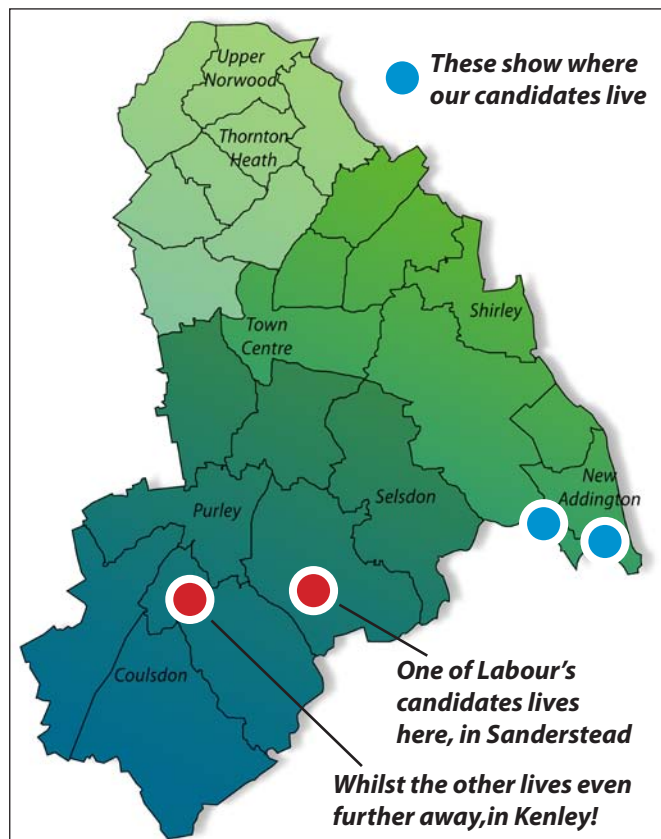 Upper
Norwood
These show where
our candidates live
Thornton
Heath
Shirley
Town
Centre
New
Addington
Selsdon
Purley
Coulsdon
One of Labour's
candidates lives
here, in Sanderstead
Whilst the other lives even
further away,in Kenley!